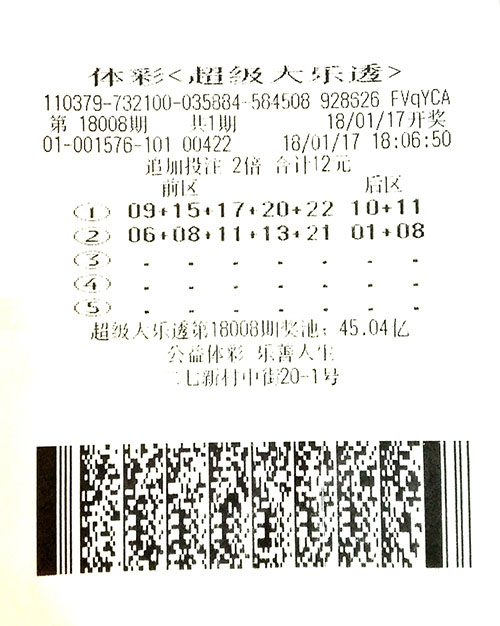 体彩<超级大乐透>
110379-732100-035884-584508 928626 FVqYCA
第 18008期 共1期 18/01/17开奖
01-001576-101 00422 18/01/17 18:06:50
追加投注 2倍 合计12元
前区 后区
① 09+15+17+20+22 10+11
② 06+08+11+13+21 01+08
③ - - - - - - -
④ - - - - - - -
⑤ - - - - - - -
超级大乐透第18008期奖池: 45.04亿
公益体彩 乐善人生
二七新村中街20-1号